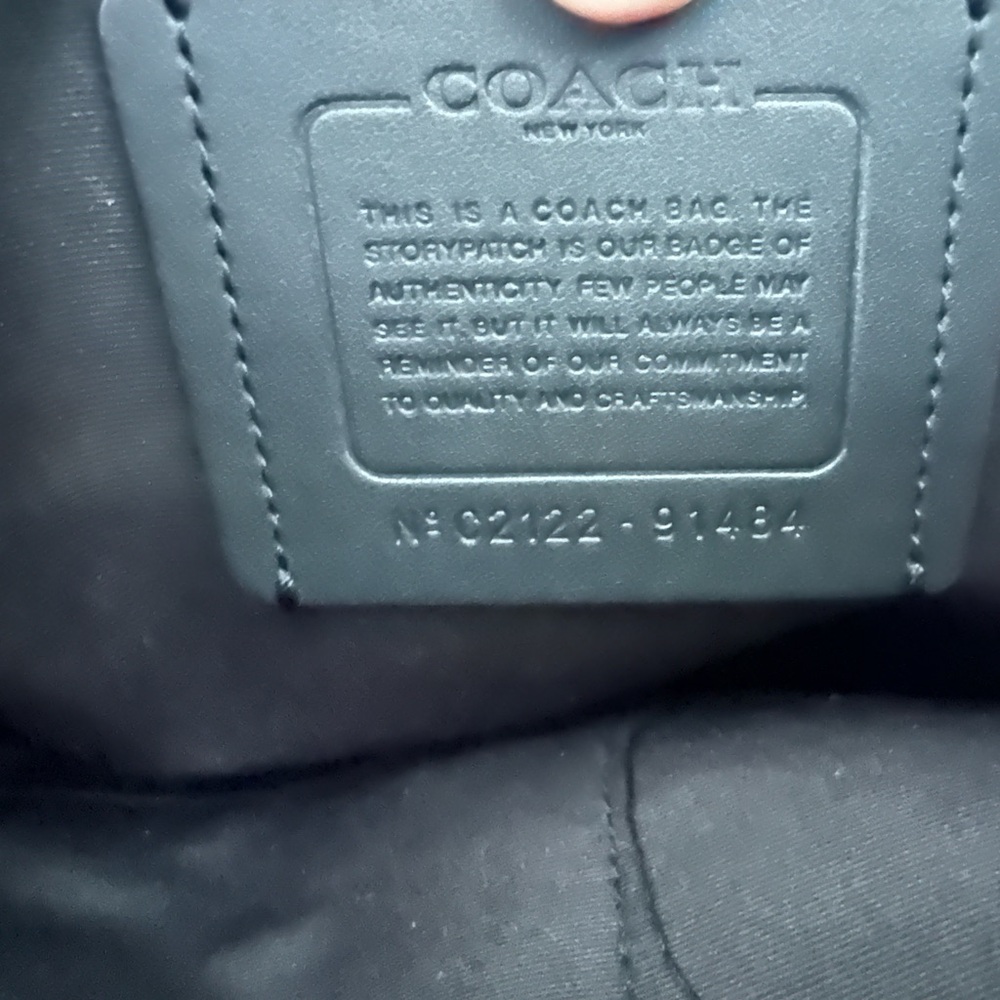 COACH
NEW YORK
THIS IS A COACH BAG. THE
STORYPATCH IS OUR BADGE OF
AUTHENTICITY. FEW PEOPLE MAY
SEE IT, BUT IT WILL ALWAYS BE A
REMINDER OF OUR COMMITMENT
TO QUALITY AND CRAFTSMANSHIP.
Nº C2122 - 91484